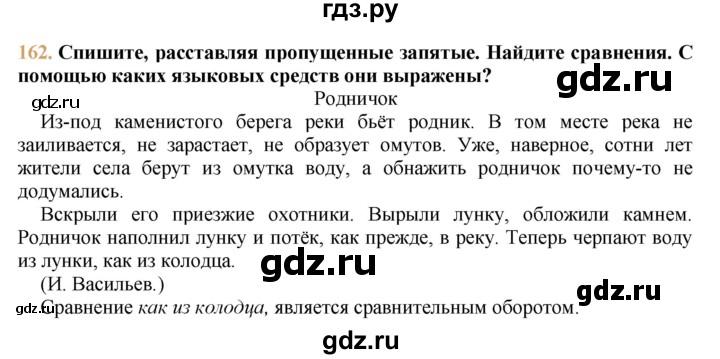 гдз.ру
162. Спишите, расставляя пропущенные запятые. Найдите сравнения. С
помощью каких языковых средств они выражены?
gdz.ru
gdz.ru
Родничок
Из-под каменистого берега реки бьёт родник. В том месте река не
заиливается, не зарастает, не образует омутов. Уже, наверное, сотни лет
жители села берут из омутка воду, а обнажить родничок почему-то не
додумались.
gdz.ru
Вскрыли его приезжие охотники. Вырыли лунку, обложили камнем.
Родничок наполнил лунку и потёк, как прежде, в реку. Теперь черпают воду
из лунки, как из колодца.
(И. Васильев.)
gdz.ru
gdz.ru
Сравнение как из колодца, является сравнительным оборотом.
gdz.ru